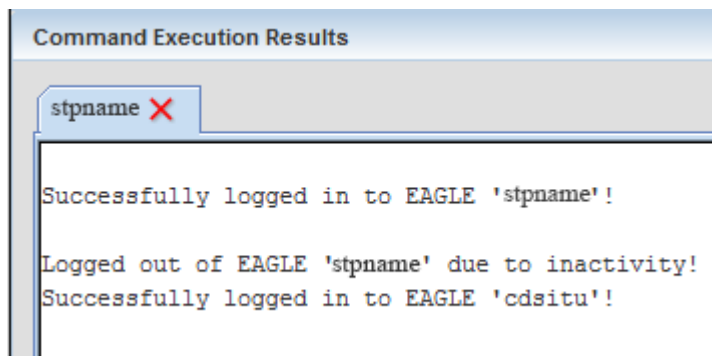 Command Execution Results
stpname
Successfully logged in to EAGLE 'stpname'!
Logged out of EAGLE 'stpname' due to inactivity!
Successfully logged in to EAGLE 'cdsitu'!